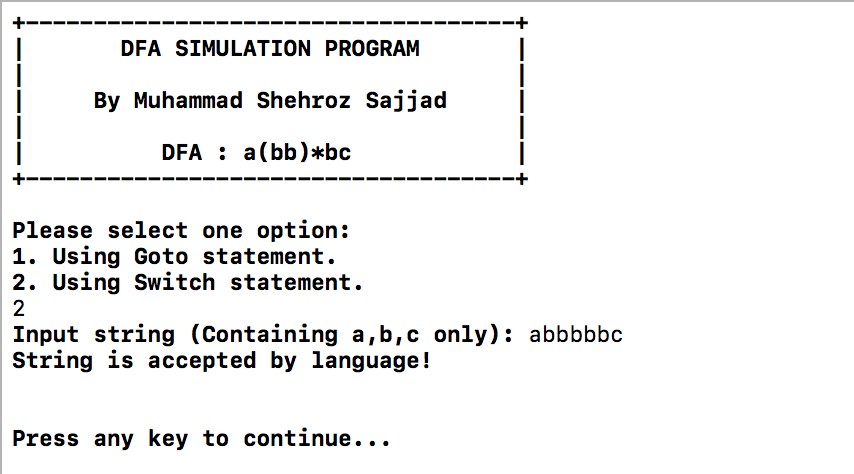 +------------------------------------+
| DFA SIMULATION PROGRAM |
| |
| By Muhammad Shehroz Sajjad |
| |
| DFA : a(bb)*bc |
+------------------------------------+
Please select one option:
1. Using Goto statement.
2. Using Switch statement.
2
Input string (Containing a,b,c only): abbbbbc
String is accepted by language!
Press any key to continue...